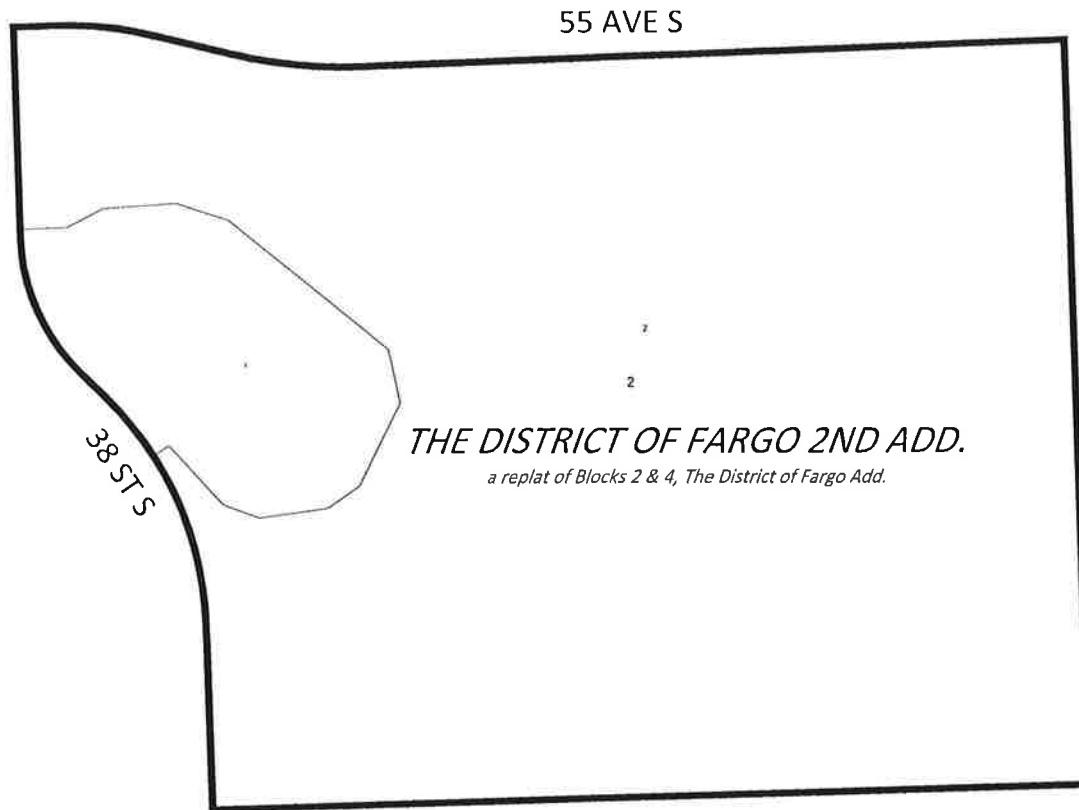 55 AVE S
2
2
THE DISTRICT OF FARGO 2ND ADD.
a replat of Blocks 2 & 4, The District of Fargo Add.
38 ST S